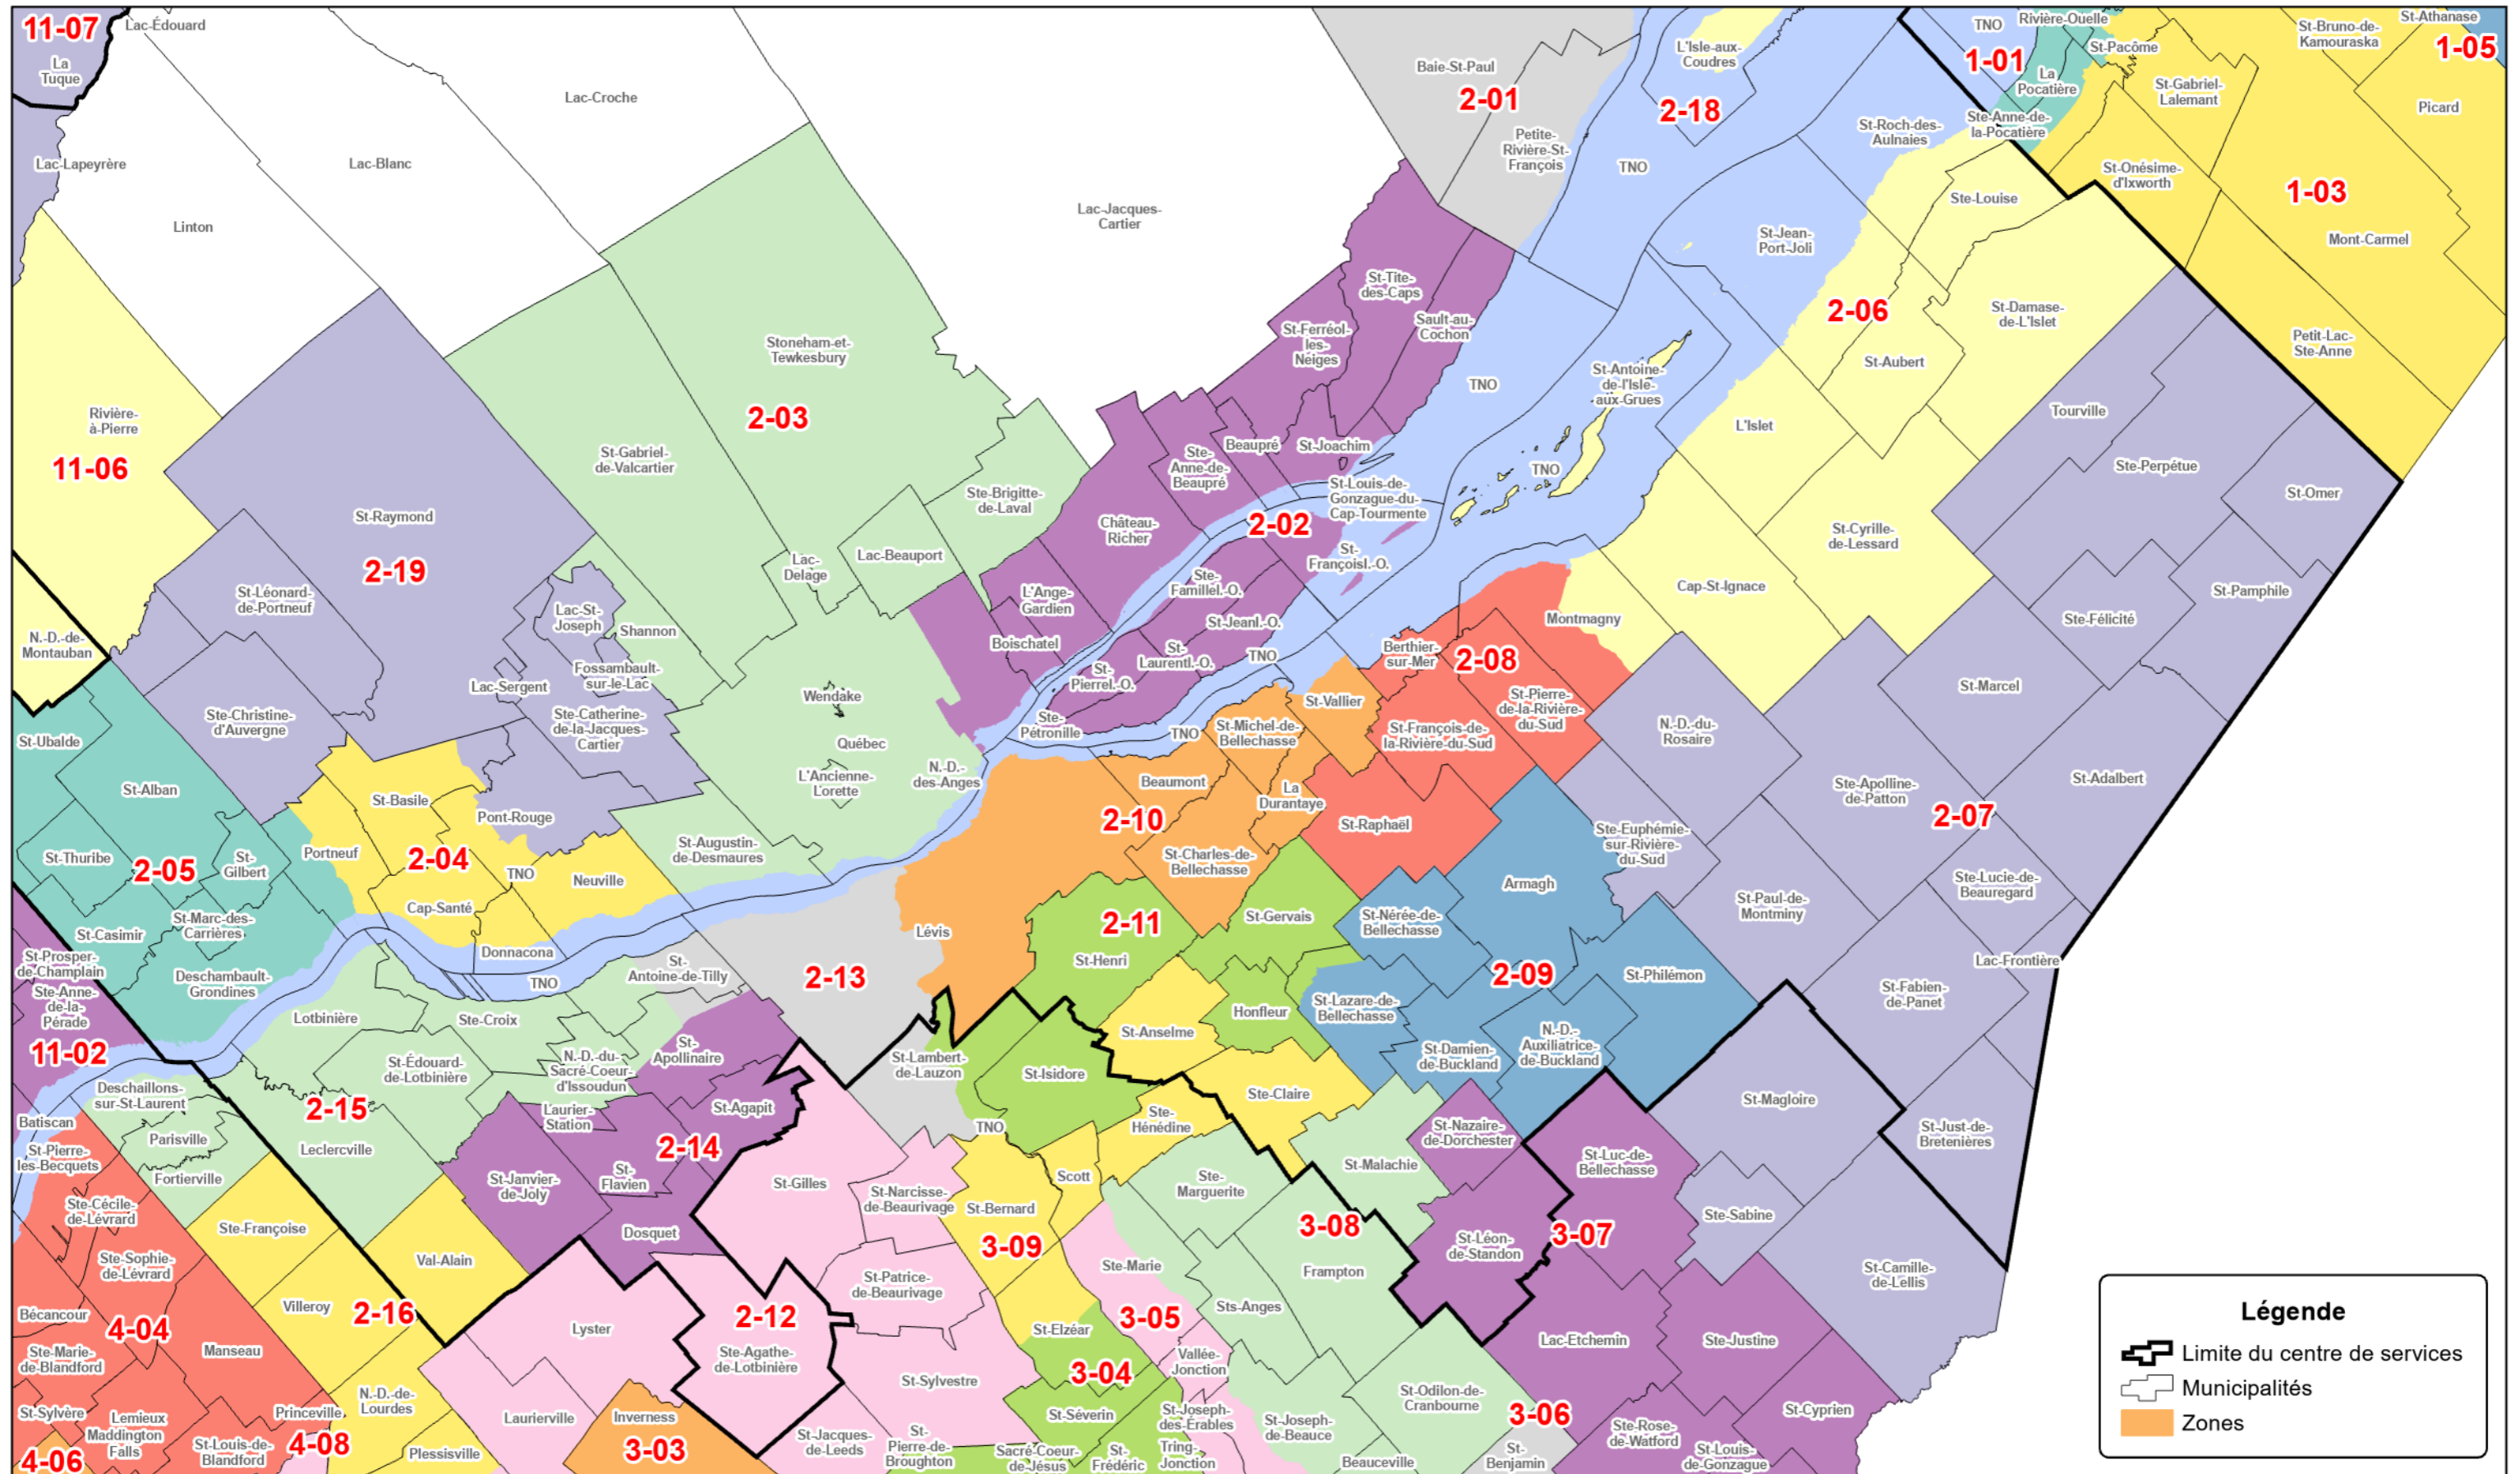 11-07
La
Tuque
Lac-Édouard
Lac-Croche
Lac-Lapeyrère
Lac-Blanc
Linton
Lac-Jacques-
Cartier
Baie-St-Paul
2-01
Petite-
Rivière-St-
François
L'Isle-aux-
Coudres
2-18
TNO
TNO
1-01
Rivière-Ouelle
St-Pacôme
La
Pocatière
Ste-Anne-de-
la-Pocatière
St-Roch-des-
Aulnaies
St-Bruno-de-
Kamouraska
St-Athanase
1-05
St-Gabriel-
Lalemant
Picard
St-Onésime-
d'Ixworth
1-03
Mont-Carmel
Petit-Lac-
Ste-Anne
Ste-Louise
St-Jean-
Port-Joli
2-06
St-Damase-
de-L'Islet
St-Aubert
L'Islet
St-Tite-
des-Caps
Sault-au-
Cochon
St-Ferréol-
les-
Neiges
TNO
St-Antoine-
de-l'Isle-
aux-Grues
TNO
Stoneham-et-
Tewkesbury
2-03
Rivière-
à-Pierre
11-06
St-Gabriel-
de-Valcartier
Ste-Brigitte-
de-Laval
Ste-
Anne-de-
Beaupré
Beaupré
St-Joachim
St-Louis-de-
Gonzague-du-
Cap-Tourmente
Château-
Richer
2-02
St-
FrançoisI.-O.
St-Raymond
2-19
Lac-
Delage
Lac-Beauport
L'Ange-
Gardien
Boischatel
Ste-
FamilleI.-O.
St-JeanI.-O.
St-
LaurentI.-O.
St-
PierreI.-O.
TNO
Ste-
Pétronille
TNO
St-Léonard-
de-Portneuf
Lac-St-
Joseph
Shannon
Fossambault-
sur-le-Lac
Lac-Sergent
Ste-Catherine-
de-la-Jacques-
Cartier
Ste-Christine-
d'Auvergne
N.-D.-de-
Montauban
Wendake
Québec
L'Ancienne-
Lorette
N.-D.-
des-Anges
St-Augustin-
de-Desmaures
St-Ubalde
St-Alban
St-Thuribe
2-05
St-
Gilbert
St-Marc-des-
Carrières
St-Casimir
Deschambault-
Grondines
St-Basile
Pont-Rouge
Portneuf
2-04
TNO
Neuville
Cap-Santé
Donnacona
TNO
Tourville
Ste-Perpétue
St-Omer
St-Cyrille-
de-Lessard
Cap-St-Ignace
Ste-Félicité
St-Pamphile
Montmagny
Berthier-
sur-Mer
2-08
St-Pierre-
de-la-Rivière-
du-Sud
St-François-de-
la-Rivière-du-Sud
St-Vallier
St-Michel-de-
Bellechasse
Beaumont
La
Durantaye
2-10
St-Charles-de-
Bellechasse
St-Raphaël
N.-D.-du-
Rosaire
St-Marcel
Ste-Apolline-
de-Patton
St-Adalbert
2-07
Ste-Euphémie-
sur-Rivière-
du-Sud
St-Paul-de-
Montminy
Ste-Lucie-de-
Beauregard
Lac-Frontière
St-Fabien-
de-Panet
Armagh
St-Nérée-de-
Bellechasse
2-09
St-Philémon
St-Lazare-de-
Bellechasse
St-Damien-
de-Buckland
N.-D.-
Auxiliatrice-
de-Buckland
Lévis
2-13
2-11
St-Henri
St-Gervais
Honfleur
St-Anselme
Ste-Claire
St-Lambert-
de-Lauzon
St-Isidore
TNO
Ste-
Hénédine
St-Prosper-
de-Champlain
Ste-Anne-
de-la-
Pérade
11-02
Batiscan
Deschaillons-
sur-St-Laurent
Parisville
Fortierville
St-Pierre-
les-Becquets
Ste-Cécile-
de-Lévrard
Ste-Sophie-
de-Lévrard
Bécancour
4-04
Ste-Marie-
de-Blandford
Manseau
St-Sylvère
4-06
Lemieux
Maddington
Falls
St-Louis-de-
Blandford
Princeville
4-08
Lotbinière
Ste-Croix
St-
Antoine-de-Tilly
St-Édouard-
de-Lotbinière
N.-D.-du-
Sacré-Coeur-
d'Issoudun
St-
Apollinaire
2-15
Leclercville
Laurier-
Station
St-Agapit
2-14
St-
Flavien
St-Janvier-
de-Joly
Dosquet
Ste-Françoise
Villeroy
2-16
Val-Alain
N.-D.-de-
Lourdes
Plessisville
Lyster
Laurierville
Inverness
3-03
2-12
Ste-Agathe-
de-Lotbinière
St-Gilles
St-Narcisse-
de-Beaurivage
St-Patrice-
de-Beaurivage
St-Sylvestre
St-Jacques-
de-Leeds
St-
Pierre-de-
Broughton
St-Bernard
Scott
3-09
Ste-Marie
3-05
St-Elzéar
3-04
St-Séverin
Vallée-
Jonction
St-Joseph-
des-Érables
Sacré-Coeur-
de-Jésus
St-
Frédéric
Tring-
Jonction
Ste-
Marguerite
Sts-Anges
3-08
Frampton
St-Malachie
St-Nazaire-
de-Dorchester
St-Léon-
de-Standon
3-07
St-Luc-de-
Bellechasse
St-Magloire
St-Just-de-
Bretenières
Ste-Sabine
St-Camille-
de-Lellis
Lac-Etchemin
Ste-Justine
St-Odilon-de-
Cranbourne
3-06
St-Joseph-
de-Beauce
Beauceville
St-
Benjamin
Ste-Rose-
de-Watford
St-Louis-
de-Gonzague
St-Cyprien
Légende
Limite du centre de services
Municipalités
Zones